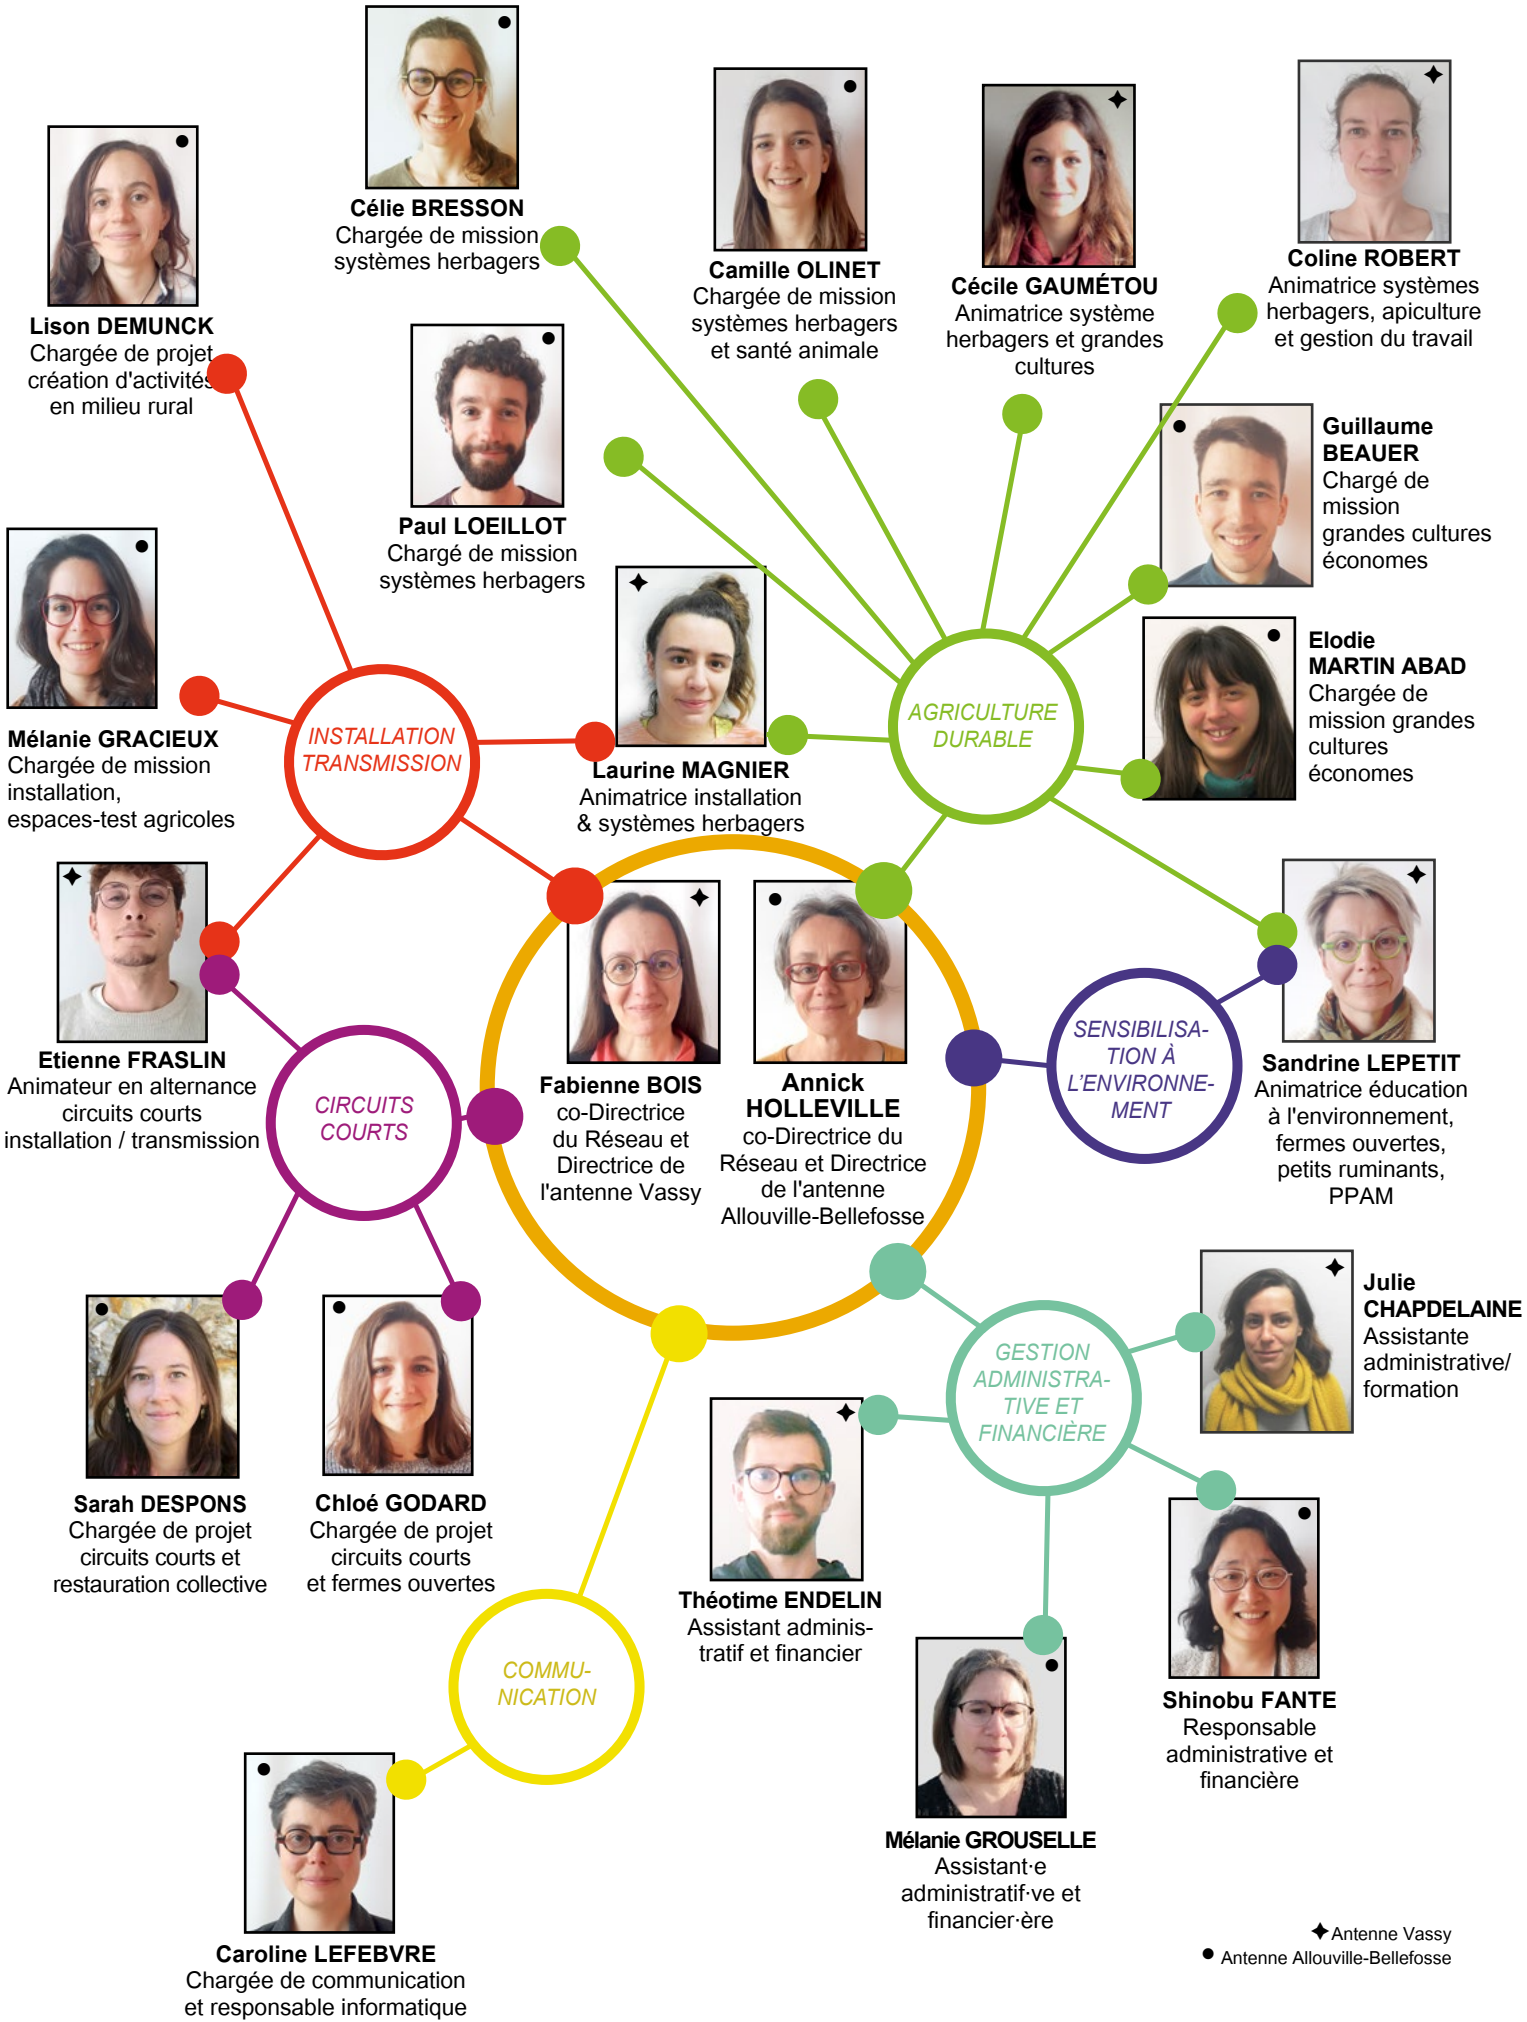 Célie BRESSON
Chargée de mission
systèmes herbagers
Camille OLINET
Chargée de mission
systèmes herbagers
et santé animale
Cécile GAUMÉTOU
Animatrice système
herbagers et grandes
cultures
Coline ROBERT
Animatrice systèmes
herbagers, apiculture
et gestion du travail
Lison DEMUNCK
Chargée de projet
création d'activités
en milieu rural
Paul LOEILLOT
Chargé de mission
systèmes herbagers
Guillaume
BEAUER
Chargé de
mission
grandes cultures
économes
Elodie
MARTIN ABAD
Chargée de
mission grandes
cultures
économes
Mélanie GRACIEUX
Chargée de mission
installation,
espaces-test agricoles
INSTALLATION
TRANSMISSION
Laurine MAGNIER
Animatrice installation
& systèmes herbagers
AGRICULTURE
DURABLE
Etienne FRASLIN
Animateur en alternance
circuits courts
installation / transmission
CIRCUITS
COURTS
Fabienne BOIS
co-Directrice
du Réseau et
Directrice de
l'antenne Vassy
Annick
HOLLEVILLE
co-Directrice du
Réseau et Directrice
de l'antenne
Allouville-Bellefosse
SENSIBILISA-
TION À
L'ENVIRONNE-
MENT
Sandrine LEPETIT
Animatrice éducation
à l'environnement,
fermes ouvertes,
petits ruminants,
PPAM
Sarah DESPONS
Chargée de projet
circuits courts et
restauration collective
Chloé GODARD
Chargée de projet
circuits courts
et fermes ouvertes
GESTION
ADMINISTRA-
TIVE ET
FINANCIÈRE
Julie
CHAPDELAINE
Assistante
administrative/
formation
Théotime ENDELIN
Assistant adminis-
tratif et financier
COMMU-
NICATION
Shinobu FANTE
Responsable
administrative et
financière
Mélanie GROUSELLE
Assistant·e
administratif·ve et
financier·ère
Caroline LEFEBVRE
Chargée de communication
et responsable informatique
Antenne Vassy
Antenne Allouville-Bellefosse